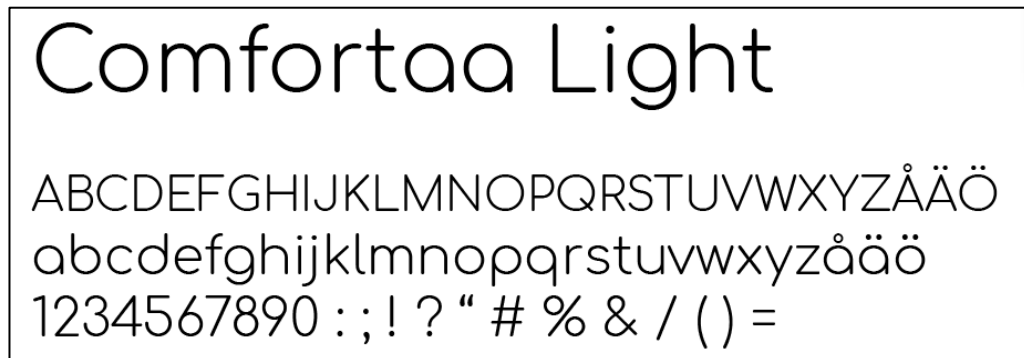 Comfortaa Light
ABCDEFGHIJKLMNOPQRSTUVWXYZÅÄÖ
abcdefghijklmnopqrstuvwxyzåäö
1234567890 : ; ! ? “ # % & / ( ) =